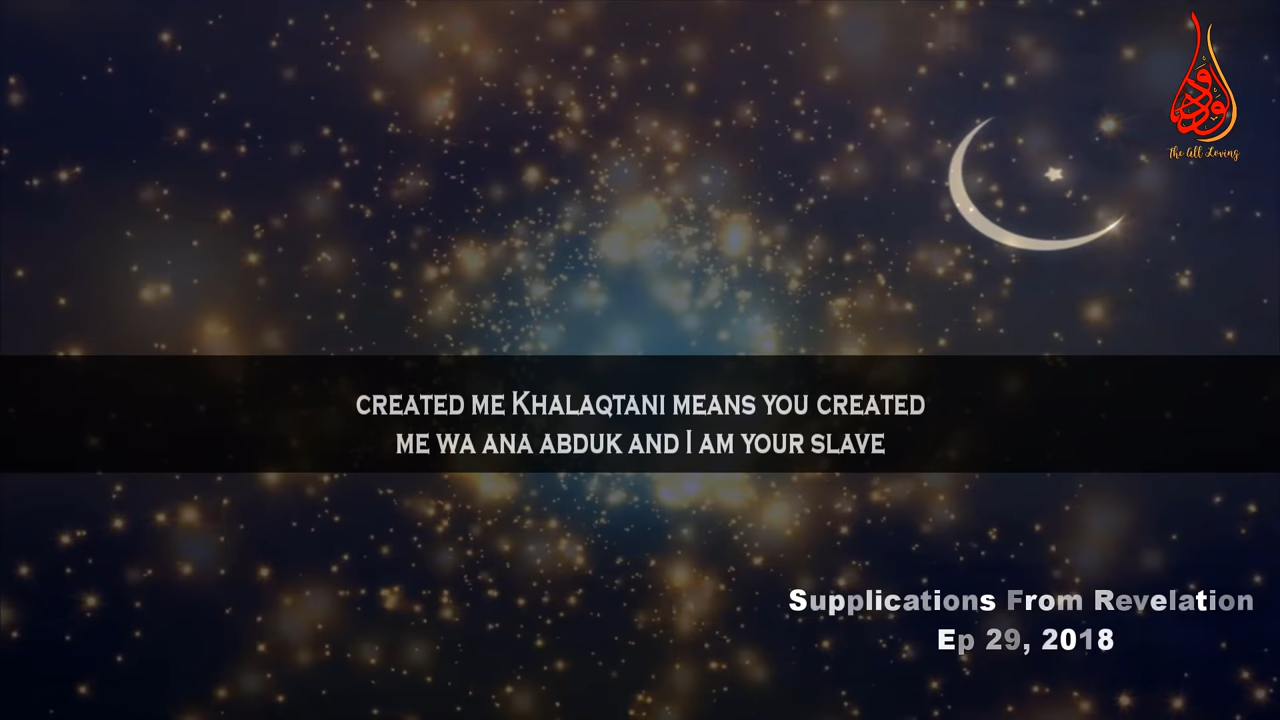 الودود
The All Loving
created me Khalaqtani means you created
me wa ana abduk and I am your slave
Supplications From Revelation
Ep 29, 2018